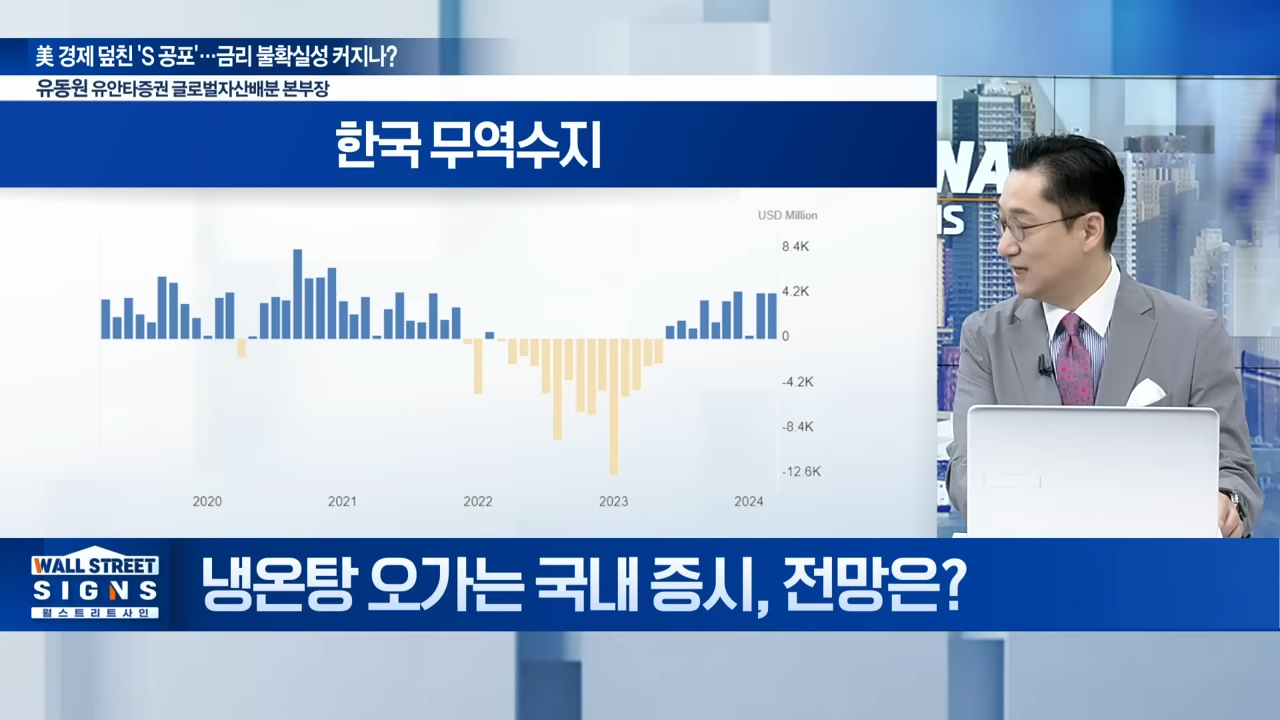 美 경제 덮친 'S 공포'…금리 불확실성 커지나?
유동원 유안타증권 글로벌자산배분 본부장
한국 무역수지
USD Million
8.4K
4.2K
0
-4.2K
-8.4K
-12.6K
2020 2021 2022 2023 2024
NA
NS
WALL STREET
SIGNS
월스트리트사인
냉온탕 오가는 국내 증시, 전망은?